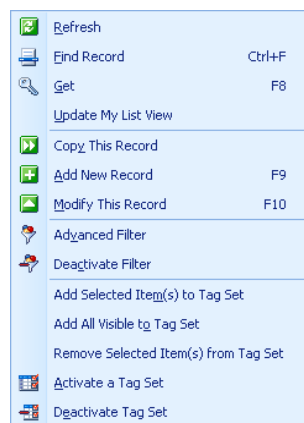 Refresh
Find Record Ctrl+F
Get F8
Update My List View
Copy This Record
Add New Record F9
Modify This Record F10
Advanced Filter
Deactivate Filter
Add Selected Item(s) to Tag Set
Add All Visible to Tag Set
Remove Selected Item(s) from Tag Set
Activate a Tag Set
Deactivate Tag Set